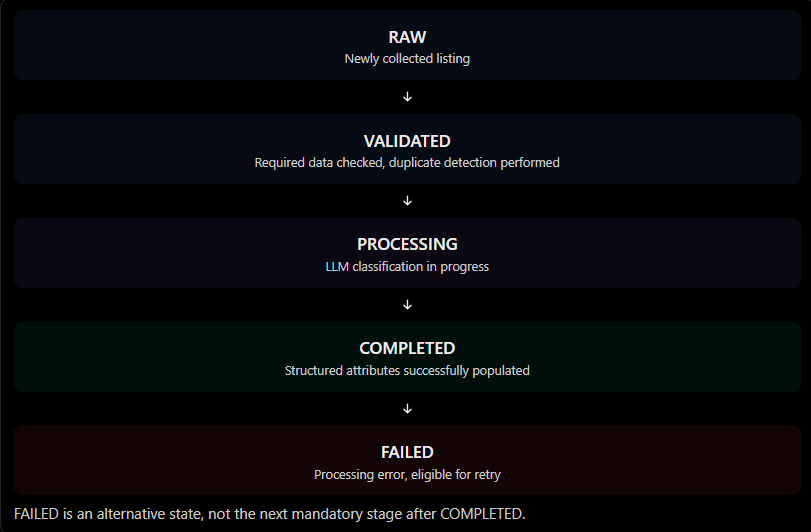 RAW
Newly collected listing
↓
VALIDATED
Required data checked, duplicate detection performed
↓
PROCESSING
LLM classification in progress
↓
COMPLETED
Structured attributes successfully populated
↓
FAILED
Processing error, eligible for retry
FAILED is an alternative state, not the next mandatory stage after COMPLETED.